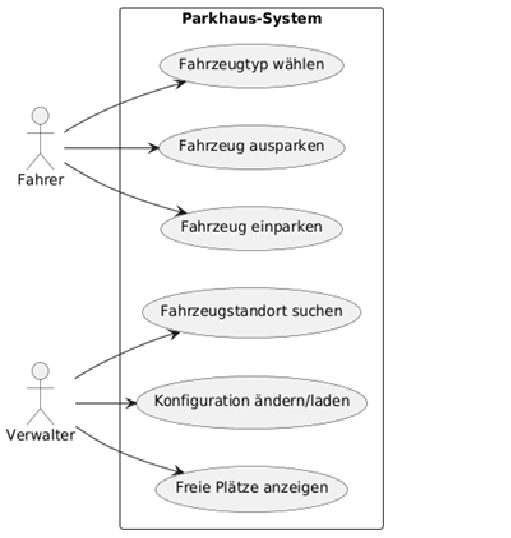 Parkhaus-System
Fahrzeugtyp wählen
Fahrzeug ausparken
Fahrer
Fahrzeug einparken
Fahrzeugstandort suchen
Konfiguration ändern/laden
Verwalter
Freie Plätze anzeigen